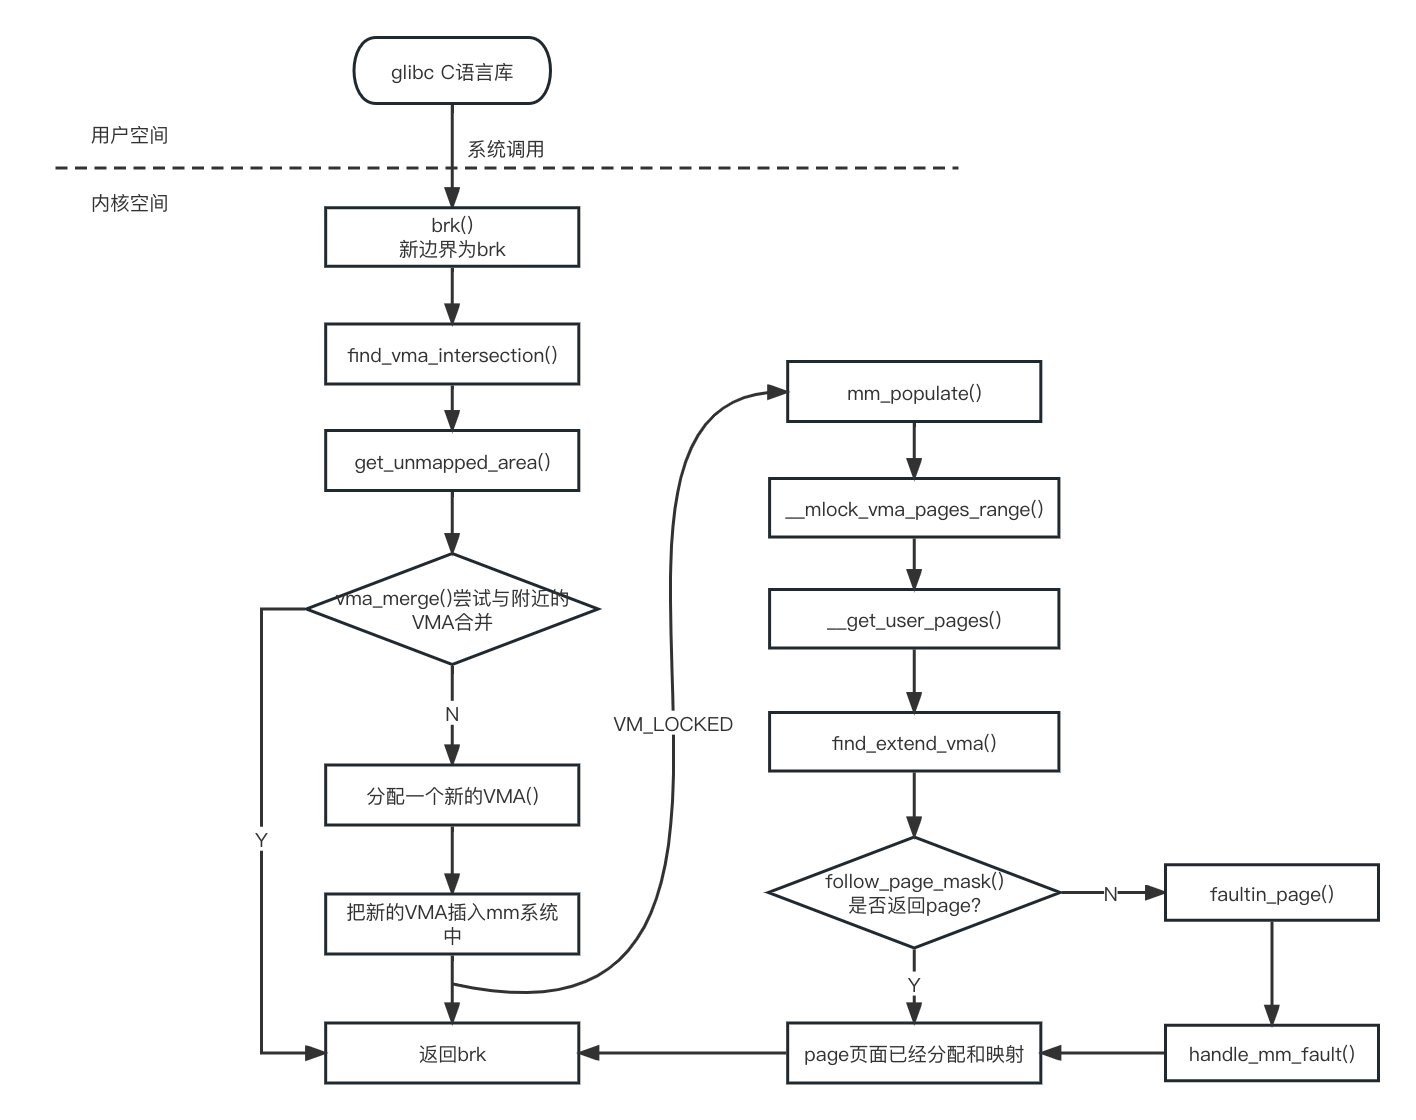 glibc C语言库
用户空间
系统调用
内核空间
brk()
新边界为brk
find_vma_intersection()
get_unmapped_area()
vma_merge()尝试与附近的
VMA合并
N
Y
分配一个新的VMA()
把新的VMA插入mm系统
中
返回brk
VM_LOCKED
mm_populate()
__mlock_vma_pages_range()
__get_user_pages()
find_extend_vma()
follow_page_mask()
是否返回page?
N
faultin_page()
Y
page页面已经分配和映射
handle_mm_fault()